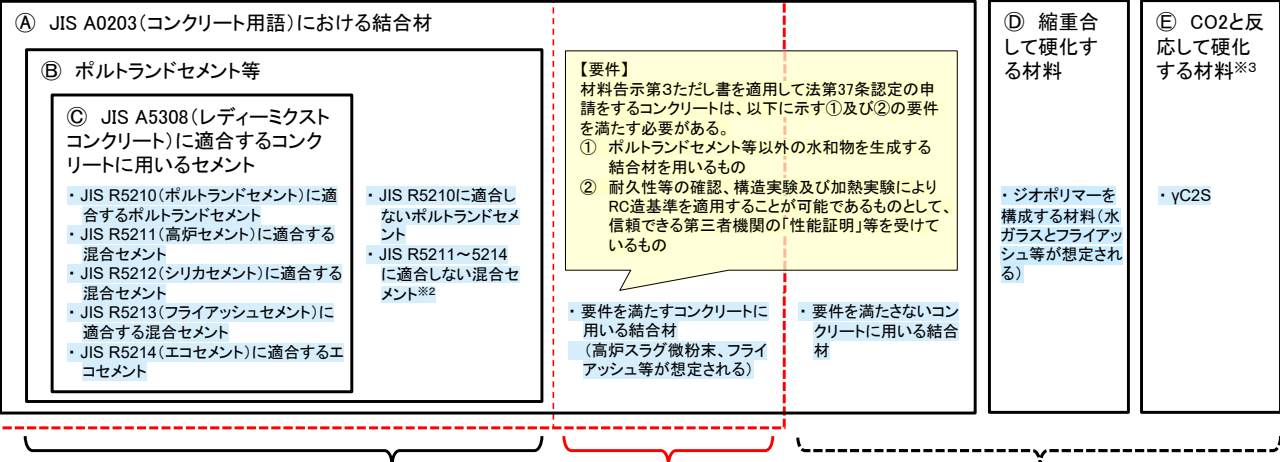 Ⓐ JIS A0203(コンクリート用語)における結合材
Ⓑ ポルトランドセメント等
Ⓒ JIS A5308(レディーミクスト
コンクリート)に適合するコンク
リートに用いるセメント
・ JIS R5210(ポルトランドセメント)に適
合するポルトランドセメント
・ JIS R5211(高炉セメント)に適合する
混合セメント
・ JIS R5212(シリカセメント)に適合する
混合セメント
・ JIS R5213(フライアッシュセメント)に
適合する混合セメント
・ JIS R5214(エコセメント)に適合するエ
コセメント
・ JIS R5210に適合し
ないポルトランドセメ
ント
・ JIS R5211~5214
に適合しない混合セ
メント※2
【要件】
材料告示第3ただし書を適用して法第37条認定の申
請をするコンクリートは、以下に示す①及び②の要件
を満たす必要がある。
① ポルトランドセメント等以外の水和物を生成する
結合材を用いるもの
② 耐久性等の確認、構造実験及び加熱実験により
RC造基準を適用することが可能であるものとして、
信頼できる第三者機関の「性能証明」等を受けて
いるもの
・ 要件を満たすコンクリートに
用いる結合材
(高炉スラグ微粉末、フライ
アッシュ等が想定される)
・ 要件を満たさないコン
クリートに用いる結合
材
Ⓓ 縮重合
して硬化す
る材料
・ ジオポリマーを
構成する材料(水
ガラスとフライアッ
シュ等が想定され
る)
Ⓔ CO2と反
応して硬化
する材料※3
・ γC2S